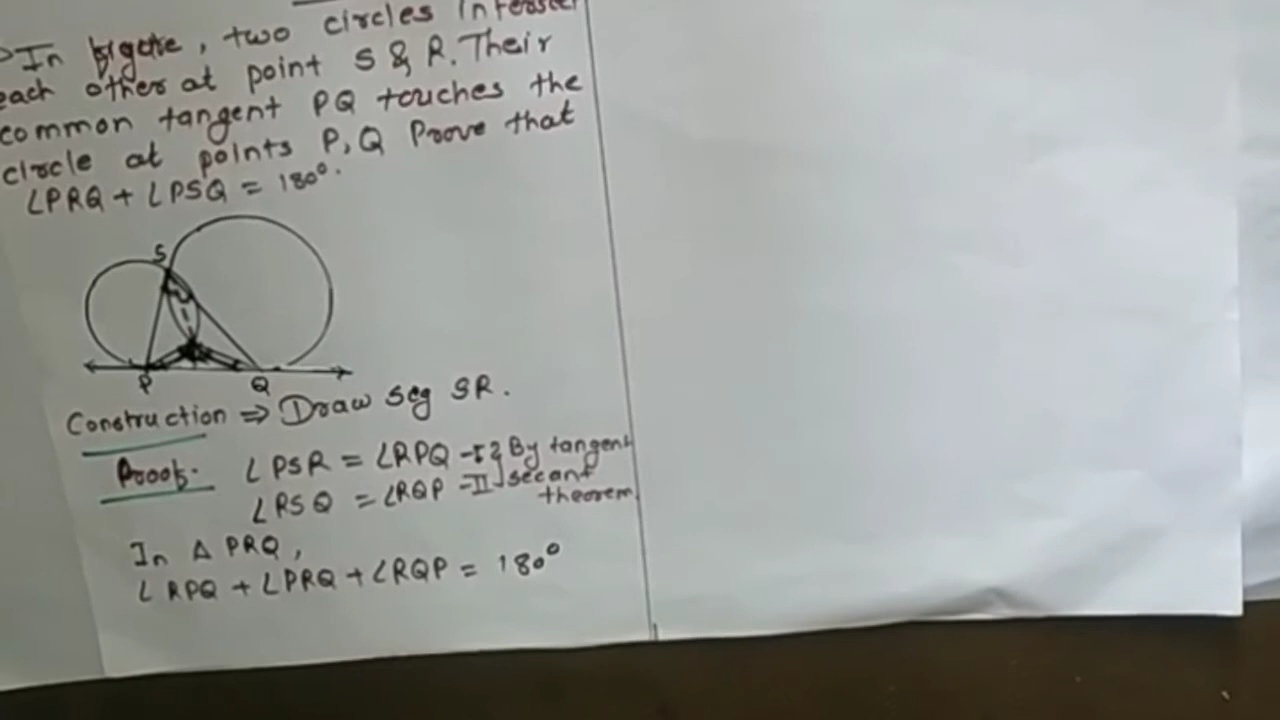 In figure, two circles intersect
each other at point S & R. Their
common tangent PQ touches the
circle at points P, Q Prove that
∠PRQ + ∠PSQ = 180°.
S
P
Q
Construction ⇒ Draw seg SR.
Proof:- ∠PSR = ∠RPQ -I } By tangent
∠RSQ = ∠RQP -II } secant
theorem
In Δ PRQ,
∠RPQ + ∠PRQ + ∠RQP = 180°